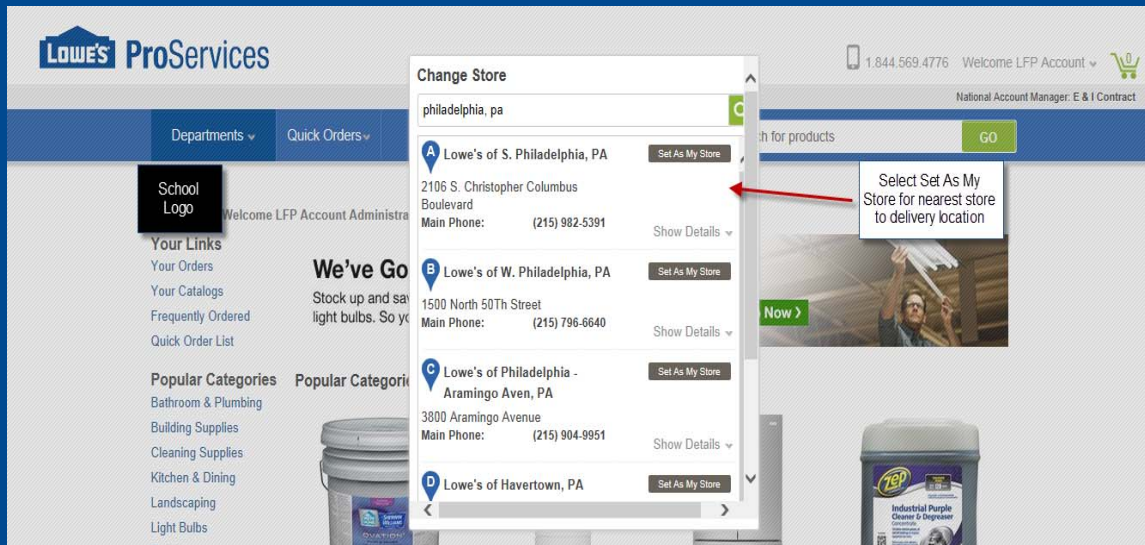 LOWE'S ProServices
1.844.569.4776 Welcome LFP Account
0
National Account Manager: E & I Contract
Departments
Quick Orders
ch for products
GO
School
Logo
Welcome LFP Account Administra
Your Links
Your Orders
Your Catalogs
Frequently Ordered
Quick Order List
Popular Categories
Bathroom & Plumbing
Building Supplies
Cleaning Supplies
Kitchen & Dining
Landscaping
Light Bulbs
We've Go
Stock up and sav
light bulbs. So yo
Popular Categorie
Change Store
philadelphia, pa
A Lowe's of S. Philadelphia, PA
Set As My Store
2106 S. Christopher Columbus
Boulevard
Main Phone: (215) 982-5391
Show Details
B Lowe's of W. Philadelphia, PA
Set As My Store
1500 North 50Th Street
Main Phone: (215) 796-6640
Show Details
C Lowe's of Philadelphia -
Aramingo Aven, PA
Set As My Store
3800 Aramingo Avenue
Main Phone: (215) 904-9951
Show Details
D Lowe's of Havertown, PA
Set As My Store
Select Set As My
Store for nearest store
to delivery location
Now
OVATION
Zep
Industrial Purple
Cleaner & Degreaser
Concentrate